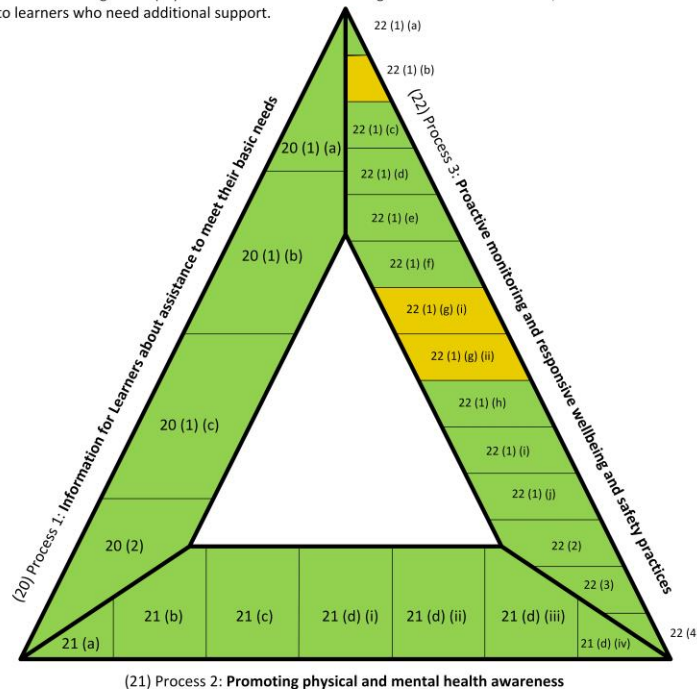 to learners who need additional support.
22 (1) (a)
22 (1) (b)
22 (1) (c)
22 (1) (d)
22 (1) (e)
22 (1) (f)
22 (1) (g) (i)
22 (1) (g) (ii)
22 (1) (h)
22 (1) (i)
22 (1) (j)
22 (2)
22 (3)
22 (4
(22) Process 3: Proactive monitoring and responsive wellbeing and safety practices
(20) Process 1: Information for Learners about assistance to meet their basic needs
20 (1) (a)
20 (1) (b)
20 (1) (c)
20 (2)
21 (a)
21 (b)
21 (c)
21 (d) (i)
21 (d) (ii)
21 (d) (iii)
21 (d) (iv)
(21) Process 2: Promoting physical and mental health awareness